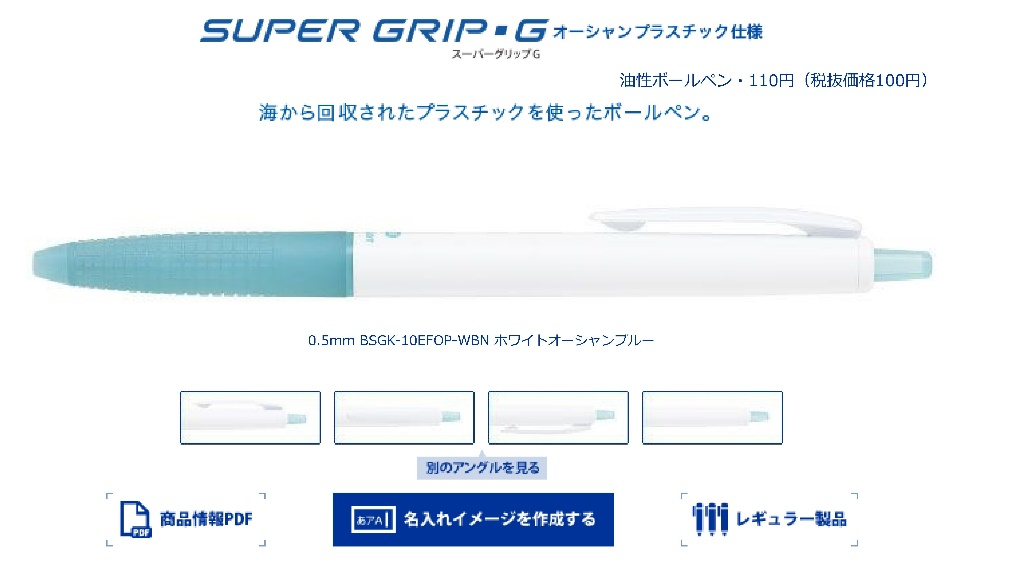 SUPER GRIP・G オーシャンプラスチック仕様
スーパーグリップG
油性ボールペン・110円（税抜価格100円）
海から回収されたプラスチックを使ったボールペン。
0.5mm BSGK-10EFOP-WBN ホワイトオーシャンブルー
別のアングルを見る
PDF 商品情報PDF
あアA 名入れイメージを作成する
レギュラー製品